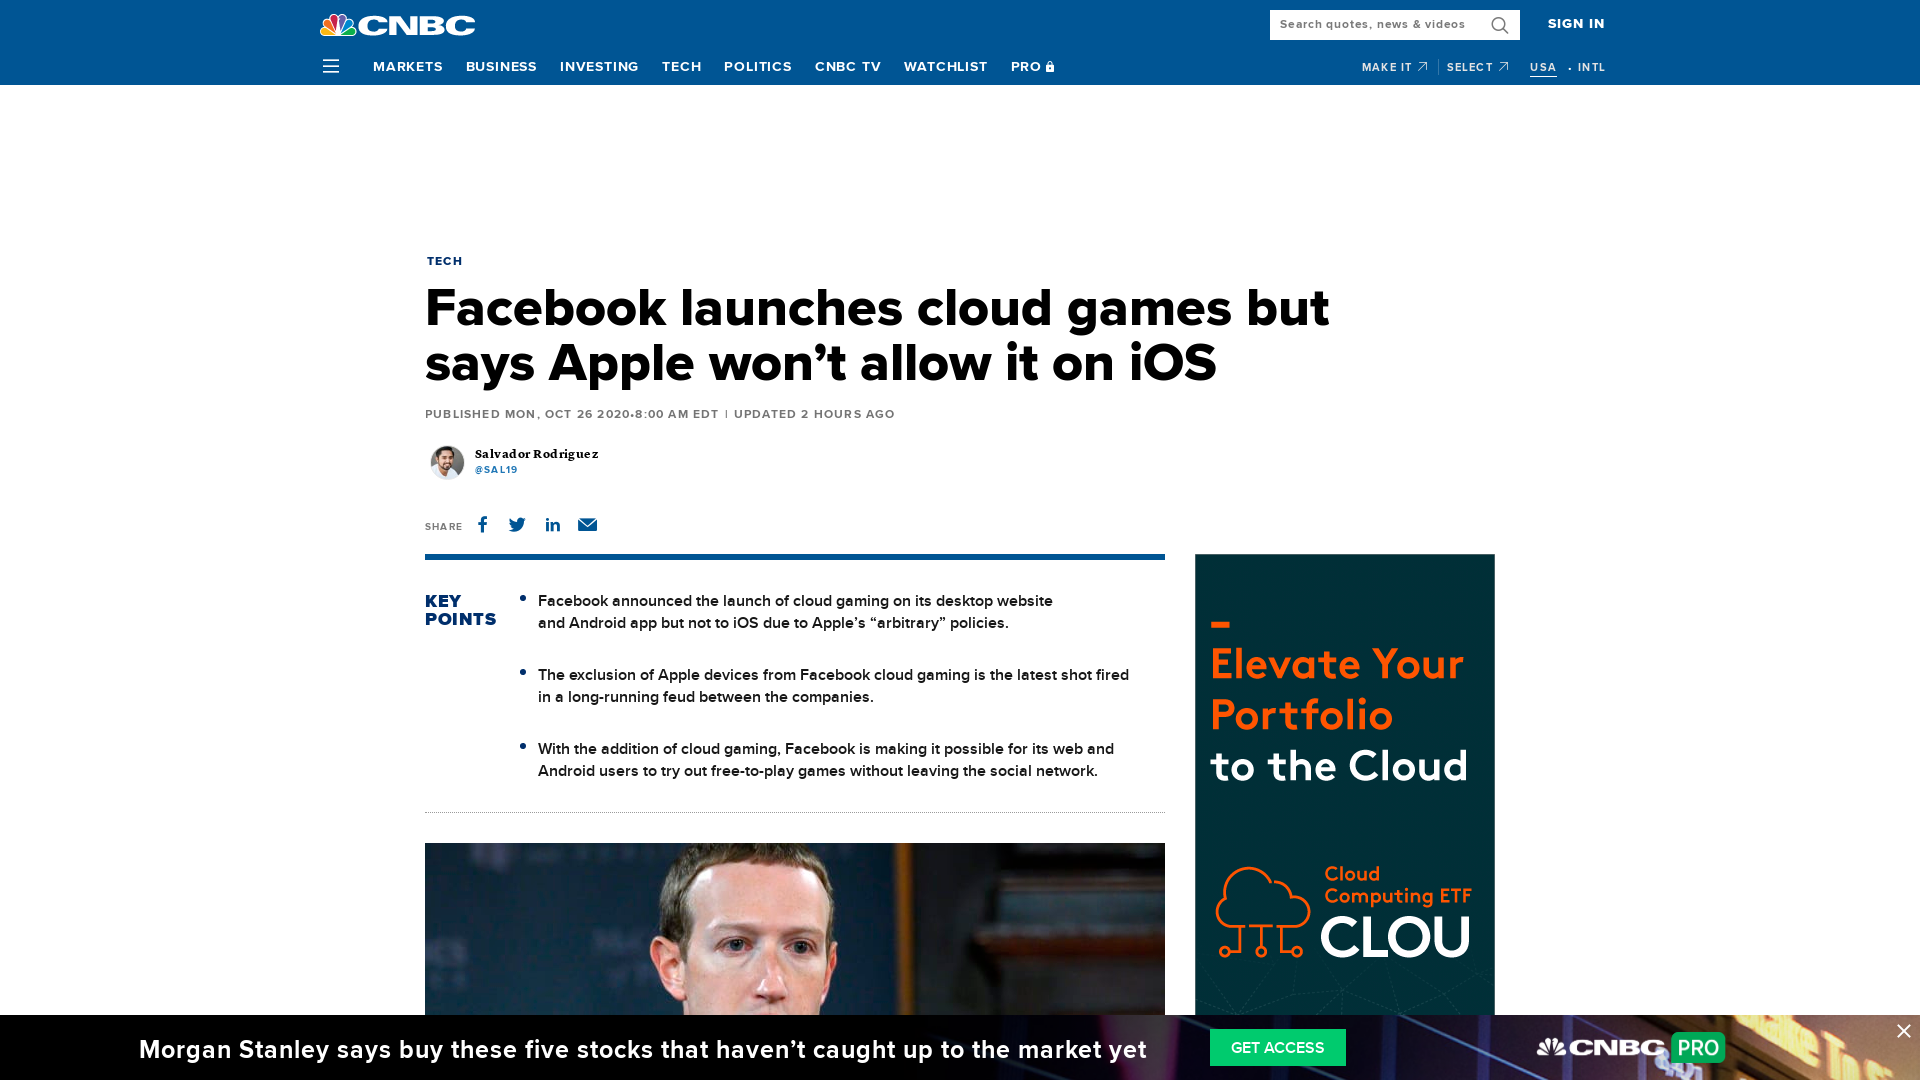 CNBC
Search quotes, news & videos
SIGN IN
MARKETS BUSINESS INVESTING TECH POLITICS CNBC TV WATCHLIST PRO
MAKE IT SELECT USA • INTL
TECH
Facebook launches cloud games but
says Apple won’t allow it on iOS
PUBLISHED MON, OCT 26 2020•8:00 AM EDT | UPDATED 2 HOURS AGO
Salvador Rodriguez
@SAL19
SHARE
KEY
POINTS
• Facebook announced the launch of cloud gaming on its desktop website
and Android app but not to iOS due to Apple’s “arbitrary” policies.
• The exclusion of Apple devices from Facebook cloud gaming is the latest shot fired
in a long-running feud between the companies.
• With the addition of cloud gaming, Facebook is making it possible for its web and
Android users to try out free-to-play games without leaving the social network.
Elevate Your
Portfolio
to the Cloud
Cloud
Computing ETF
CLOU
Morgan Stanley says buy these five stocks that haven’t caught up to the market yet
GET ACCESS
CNBC PRO